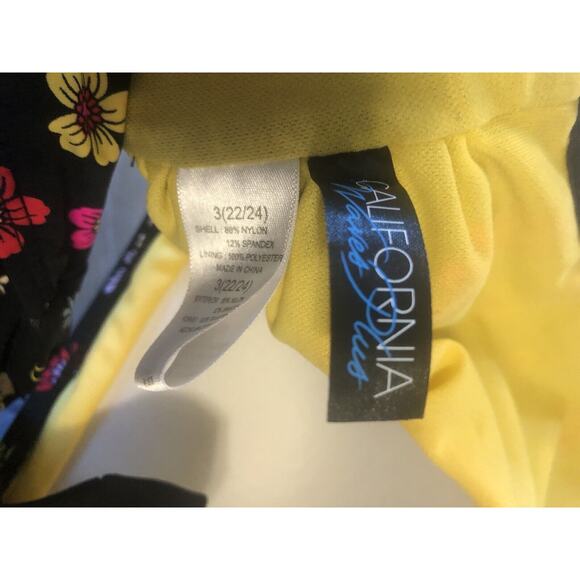 3(22/24)
SHELL: 88% NYLON
12% SPANDEX
LINING: 100% POLYESTER
MADE IN CHINA
3(22/24)
CALIFORNIA
Waves Plus